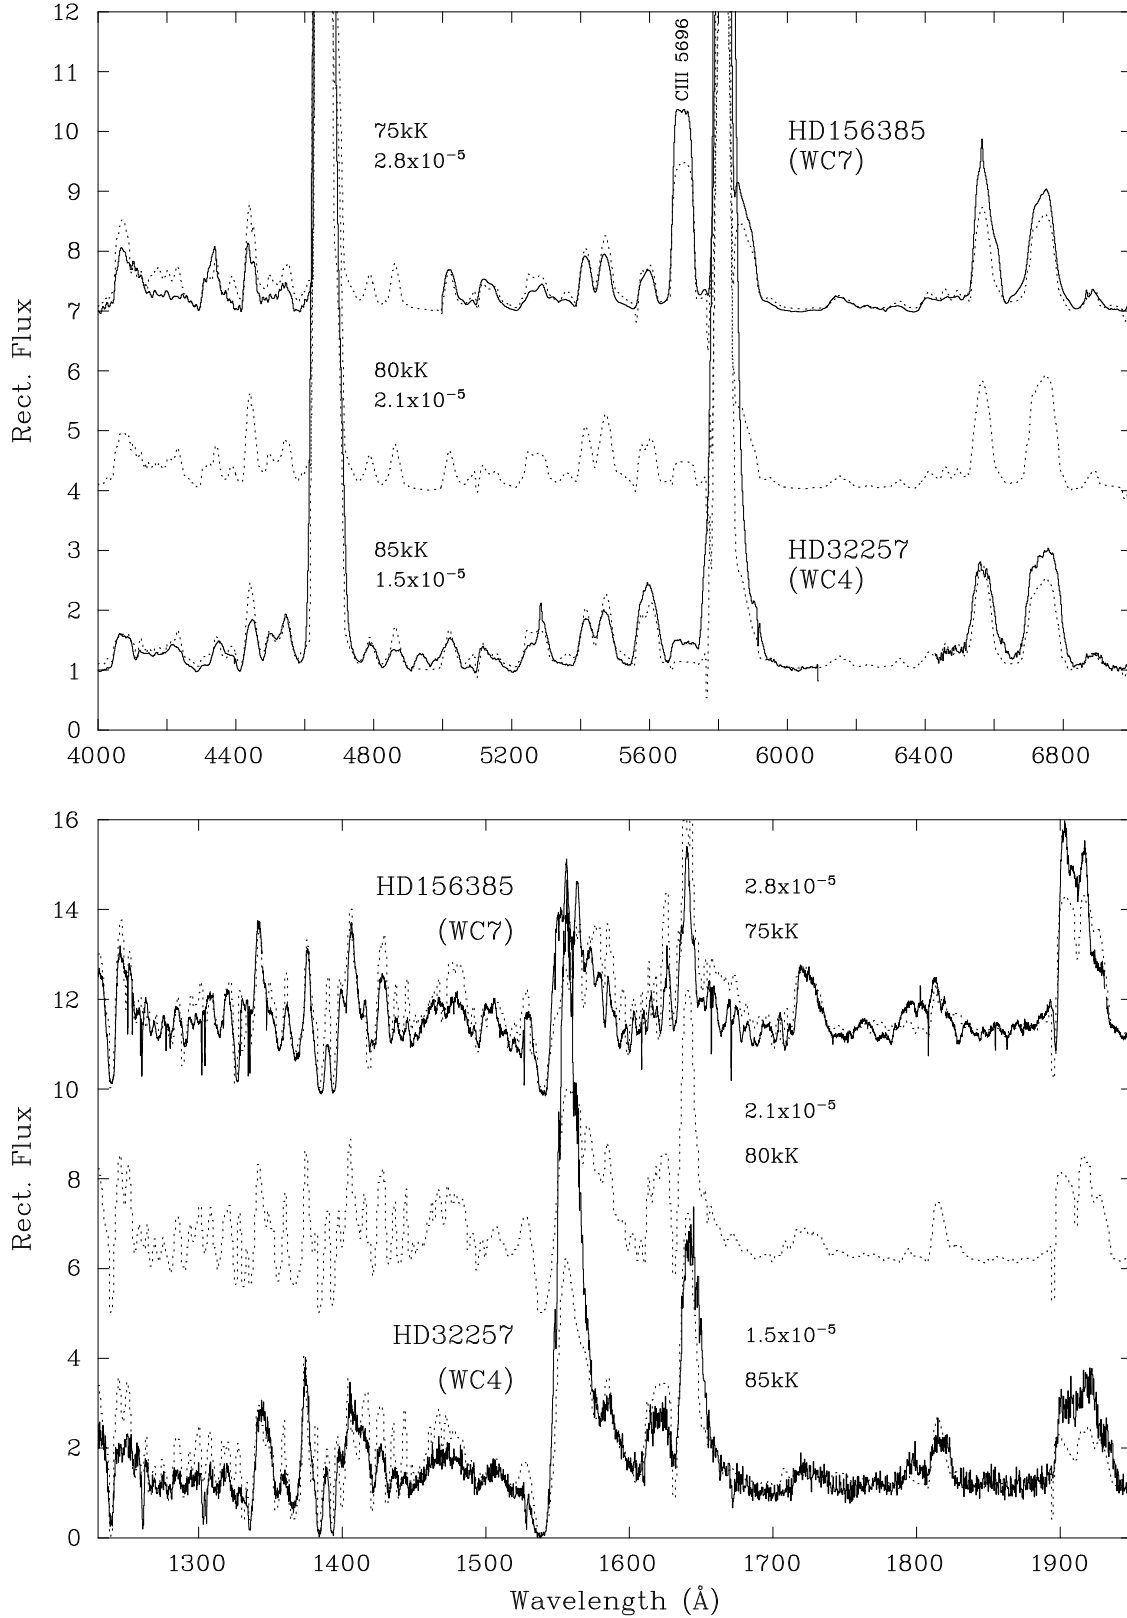 12
11
10
9
8
7
6
5
4
3
2
1
0
Rect. Flux
CIII 5696
75kK
2.8x10⁻⁵
HD156385
(WC7)
80kK
2.1x10⁻⁵
85kK
1.5x10⁻⁵
HD32257
(WC4)
4000 4400 4800 5200 5600 6000 6400 6800
16
14
12
10
8
6
4
2
0
Rect. Flux
HD156385
(WC7)
2.8x10⁻⁵
75kK
2.1x10⁻⁵
80kK
HD32257
(WC4)
1.5x10⁻⁵
85kK
1300 1400 1500 1600 1700 1800 1900
Wavelength (Å)